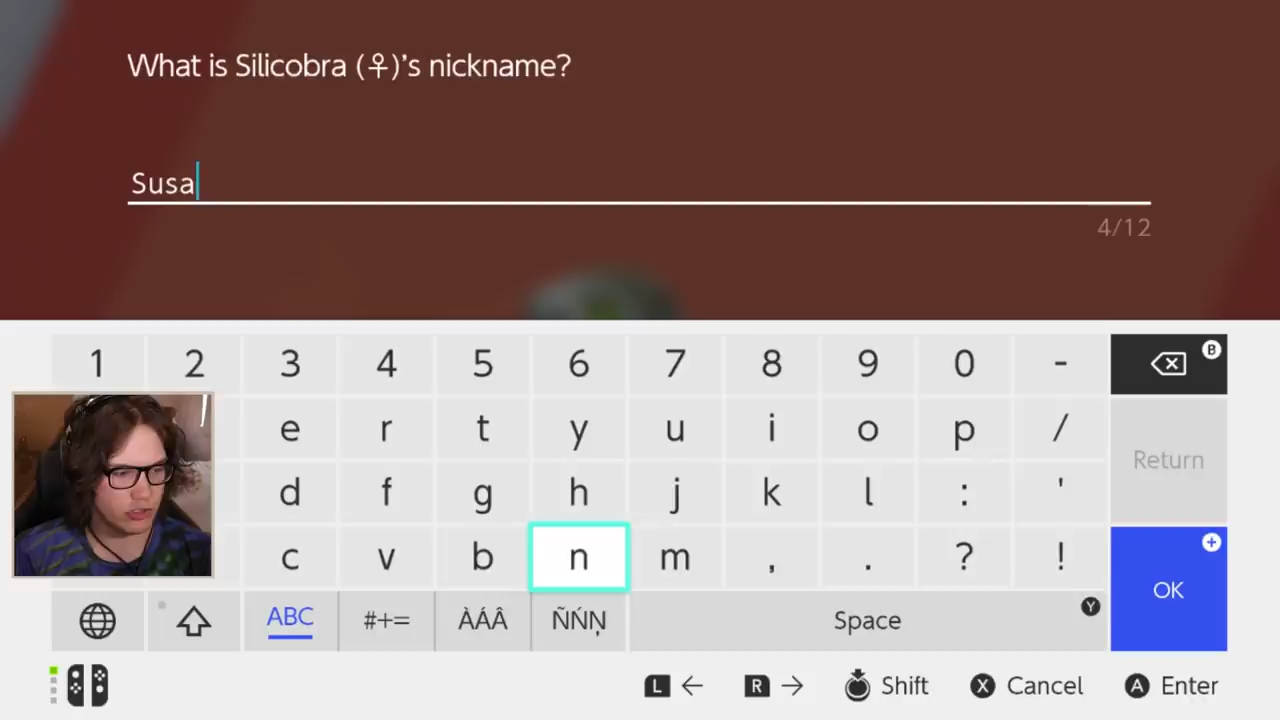 What is Silicobra (♀)'s nickname?
Susa
4/12
1 2 3 4 5 6 7 8 9 0 - B
e r t y u i o p /
Return
d f g h j k l : '
c v b n m , . ? ! +
OK
ABC #+= ÀÁÂ ÑŃŅ Space Y
L ← R → Shift X Cancel A Enter